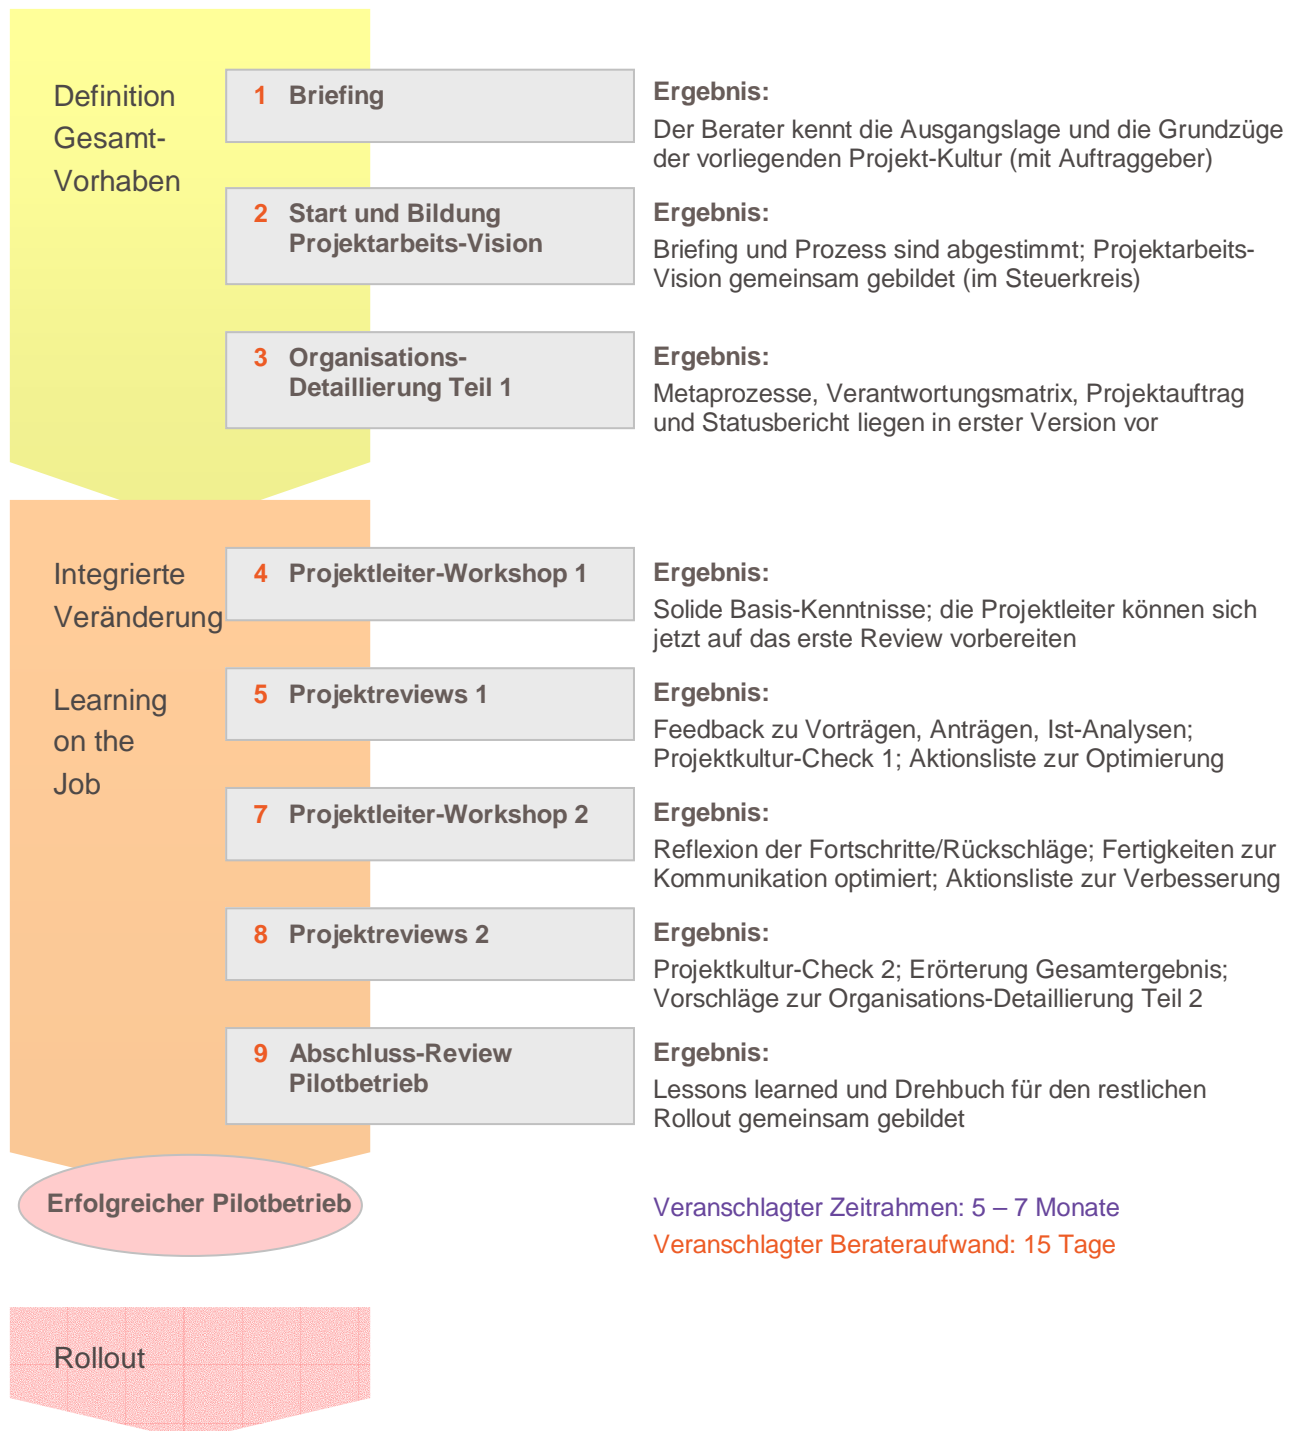 Definition
Gesamt-
Vorhaben
1 Briefing
Ergebnis:
Der Berater kennt die Ausgangslage und die Grundzüge
der vorliegenden Projekt-Kultur (mit Auftraggeber)
2 Start und Bildung
Projektarbeits-Vision
Ergebnis:
Briefing und Prozess sind abgestimmt; Projektarbeits-
Vision gemeinsam gebildet (im Steuerkreis)
3 Organisations-
Detaillierung Teil 1
Ergebnis:
Metaprozesse, Verantwortungsmatrix, Projektauftrag
und Statusbericht liegen in erster Version vor
Integrierte
Veränderung
Learning
on the
Job
4 Projektleiter-Workshop 1
Ergebnis:
Solide Basis-Kenntnisse; die Projektleiter können sich
jetzt auf das erste Review vorbereiten
5 Projektreviews 1
Ergebnis:
Feedback zu Vorträgen, Anträgen, Ist-Analysen;
Projektkultur-Check 1; Aktionsliste zur Optimierung
7 Projektleiter-Workshop 2
Ergebnis:
Reflexion der Fortschritte/Rückschläge; Fertigkeiten zur
Kommunikation optimiert; Aktionsliste zur Verbesserung
8 Projektreviews 2
Ergebnis:
Projektkultur-Check 2; Erörterung Gesamtergebnis;
Vorschläge zur Organisations-Detaillierung Teil 2
9 Abschluss-Review
Pilotbetrieb
Ergebnis:
Lessons learned und Drehbuch für den restlichen
Rollout gemeinsam gebildet
Erfolgreicher Pilotbetrieb
Veranschlagter Zeitrahmen: 5 – 7 Monate
Veranschlagter Berateraufwand: 15 Tage
Rollout